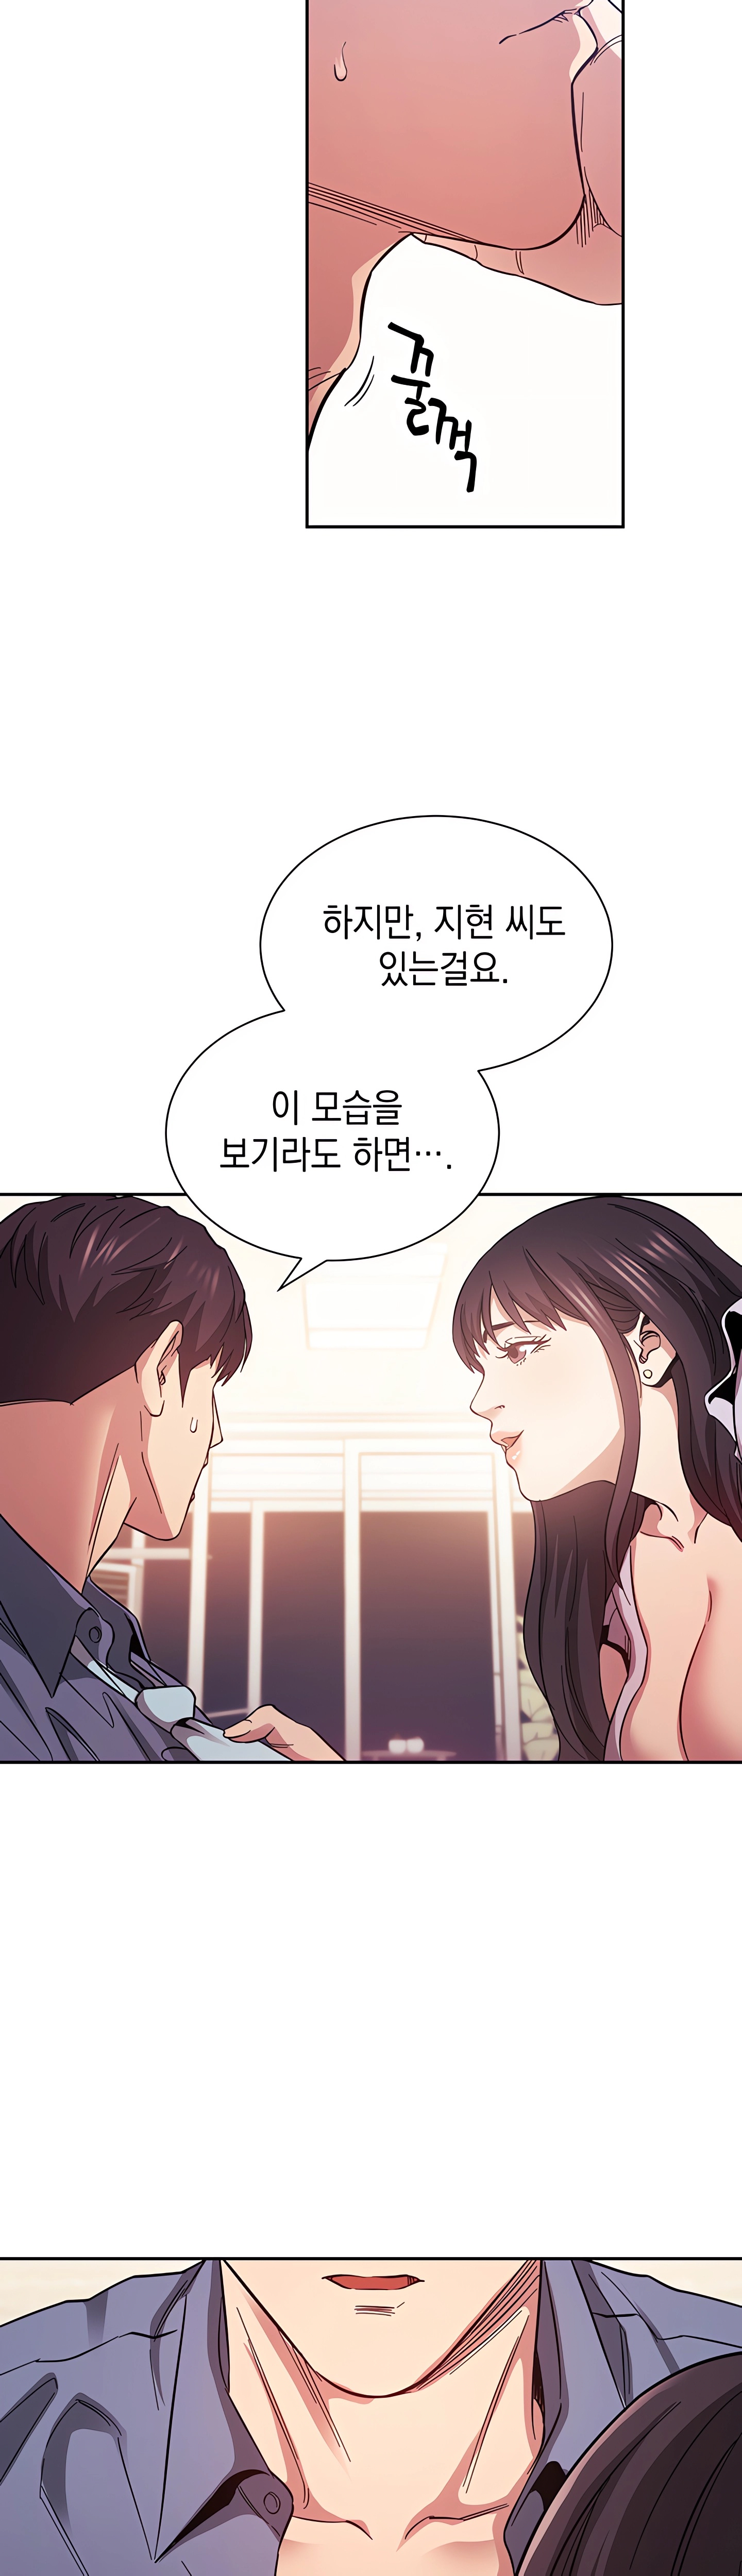 꿀꺽
하지만, 지현 씨도
있는걸요.
이 모습을
보기라도 하면….